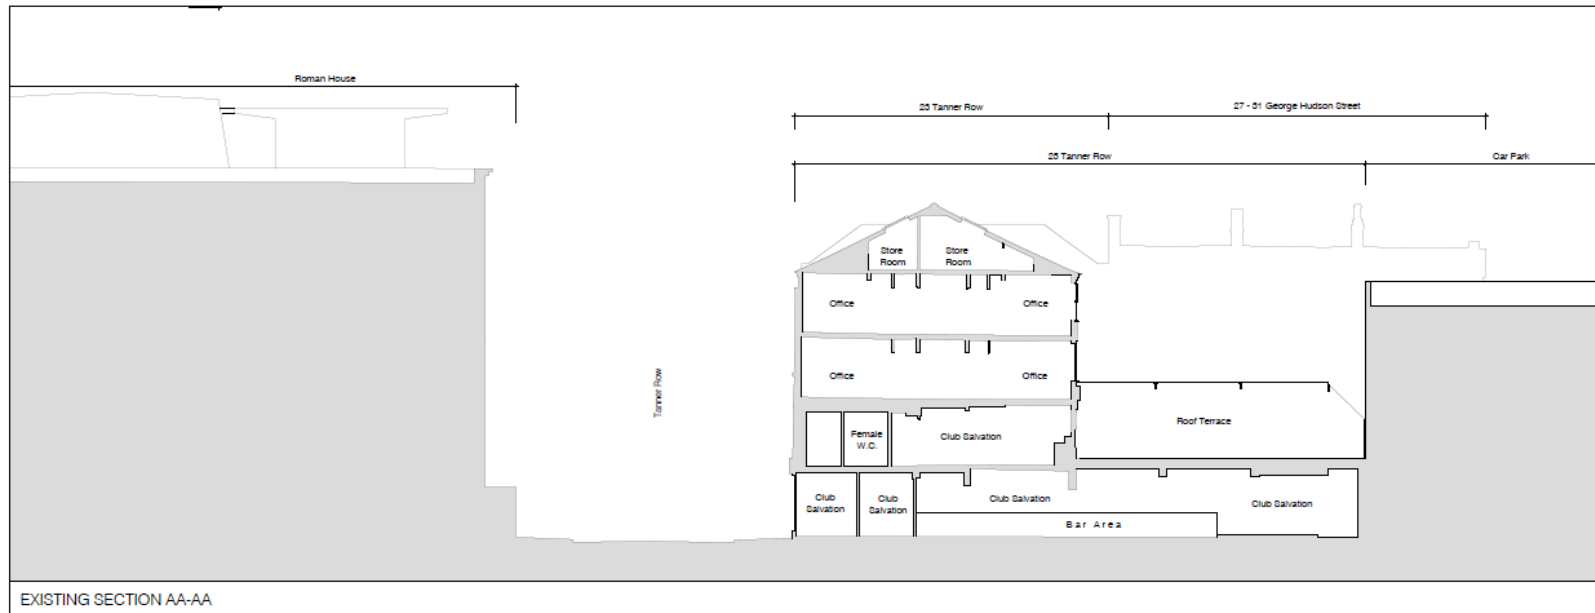 Roman House
25 Tanner Row
27 - 31 George Hudson Street
25 Tanner Row
Car Park
Store
Room
Store
Room
Office
Office
Office
Office
Tanner Row
Female
W.C.
Club Salvation
Roof Terrace
Club
Salvation
Club
Salvation
Club Salvation
Club Salvation
Bar Area
EXISTING SECTION AA-AA